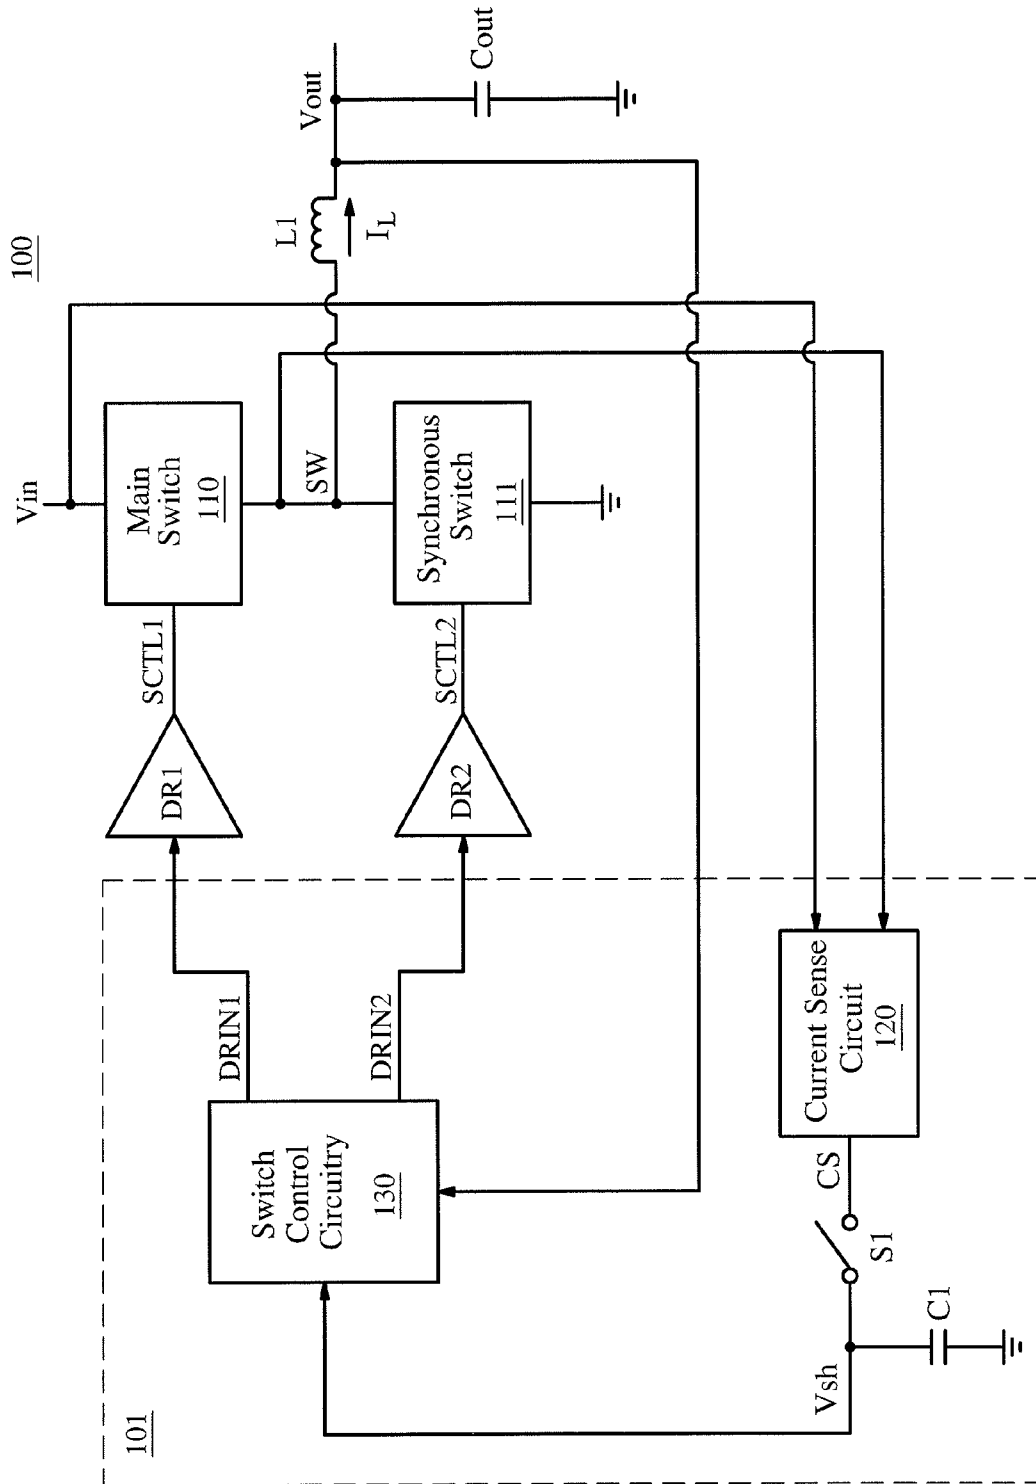 100
Vin
Main
Switch
110
SCTL1
DR1
DRIN1
SW
L1
I_L
Vout
Cout
Synchronous
Switch
111
SCTL2
DR2
DRIN2
Switch
Control
Circuitry
130
Current Sense
Circuit
120
CS
S1
C1
Vsh
101